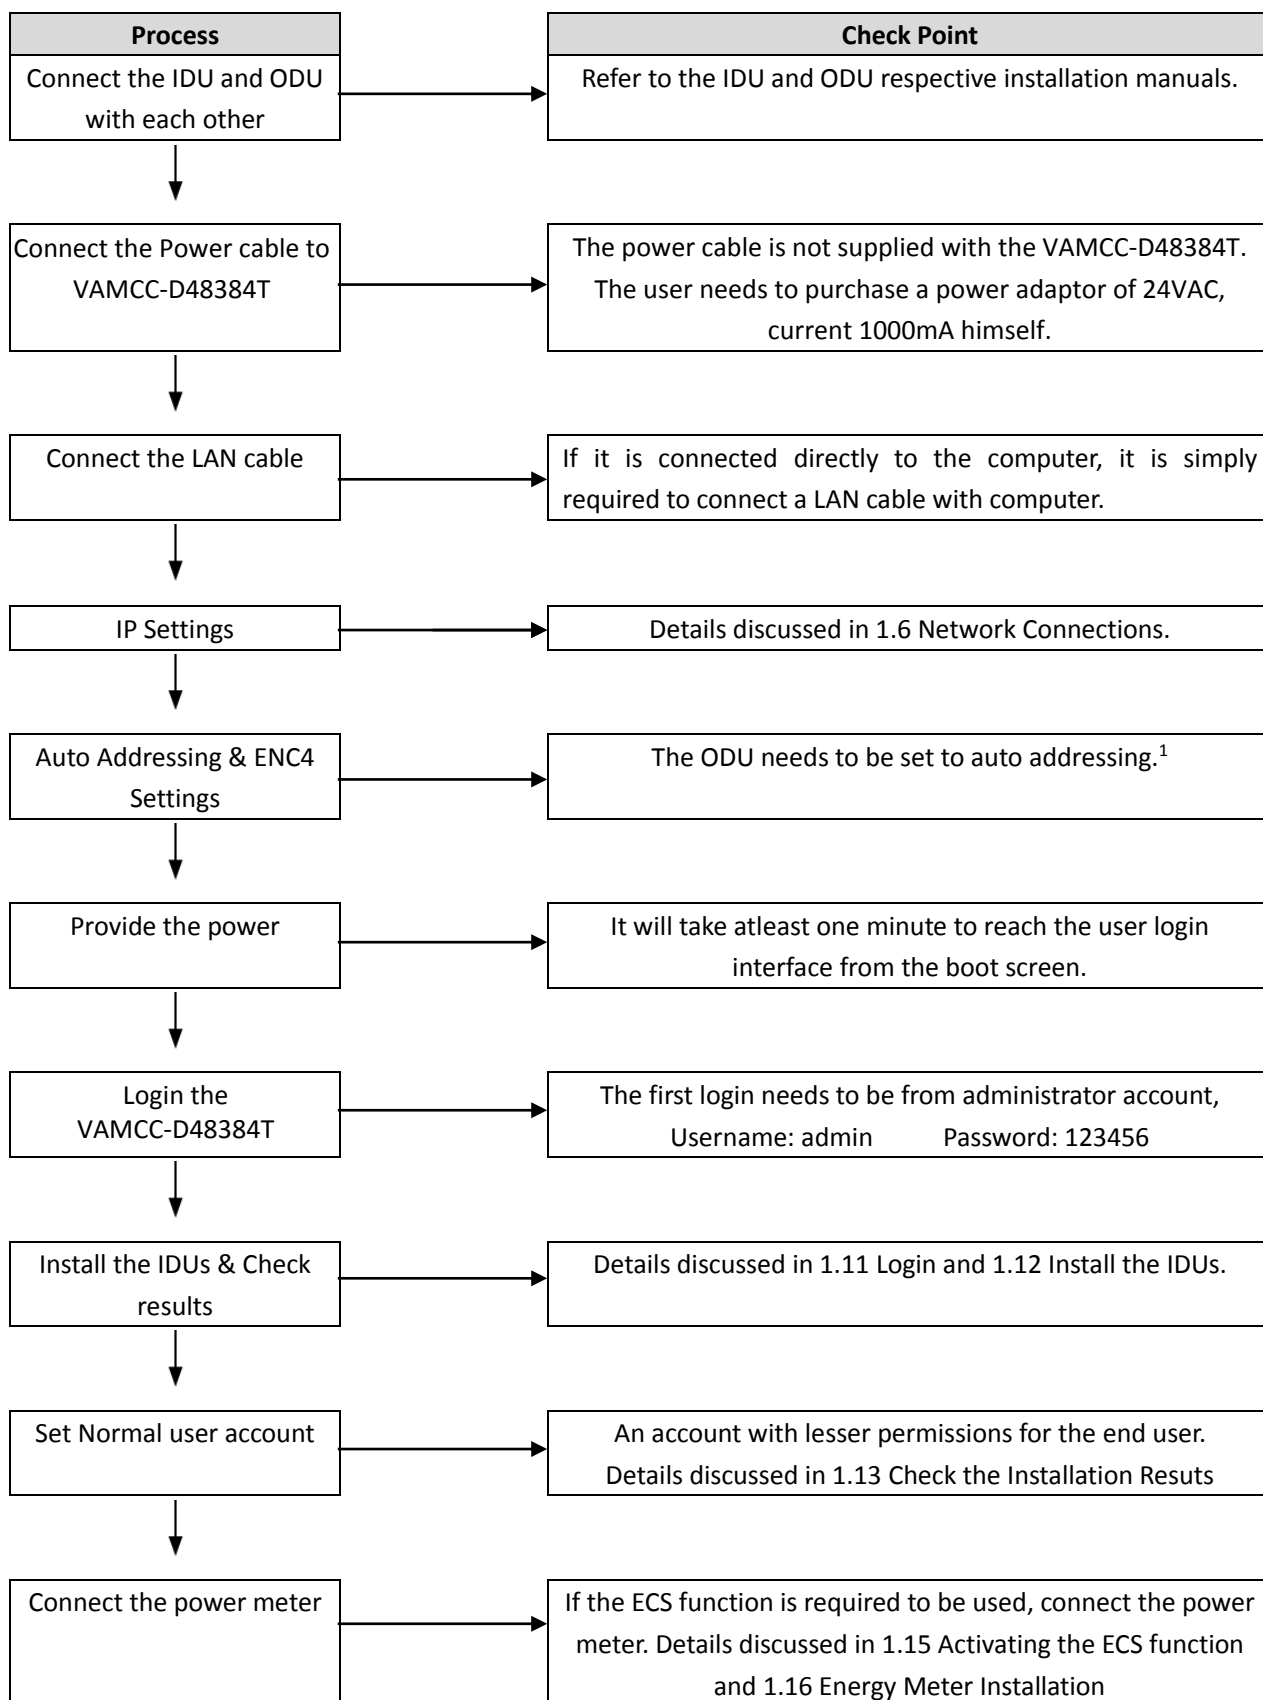 Process
Check Point
Connect the IDU and ODU
with each other
Refer to the IDU and ODU respective installation manuals.
Connect the Power cable to
VAMCC-D48384T
The power cable is not supplied with the VAMCC-D48384T.
The user needs to purchase a power adaptor of 24VAC,
current 1000mA himself.
Connect the LAN cable
If it is connected directly to the computer, it is simply
required to connect a LAN cable with computer.
IP Settings
Details discussed in 1.6 Network Connections.
Auto Addressing & ENC4
Settings
The ODU needs to be set to auto addressing.¹
Provide the power
It will take atleast one minute to reach the user login
interface from the boot screen.
Login the
VAMCC-D48384T
The first login needs to be from administrator account,
Username: admin Password: 123456
Install the IDUs & Check
results
Details discussed in 1.11 Login and 1.12 Install the IDUs.
Set Normal user account
An account with lesser permissions for the end user.
Details discussed in 1.13 Check the Installation Resuts
Connect the power meter
If the ECS function is required to be used, connect the power
meter. Details discussed in 1.15 Activating the ECS function
and 1.16 Energy Meter Installation